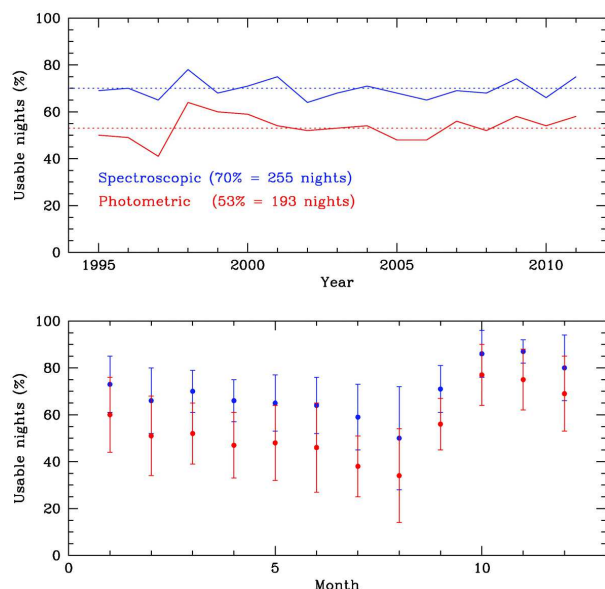 100
80
60
40
20
0
Usable nights (%)
Spectroscopic (70% = 255 nights)
Photometric (53% = 193 nights)
1995 2000 2005 2010
Year
100
80
60
40
20
0
Usable nights (%)
0 5 10
Month